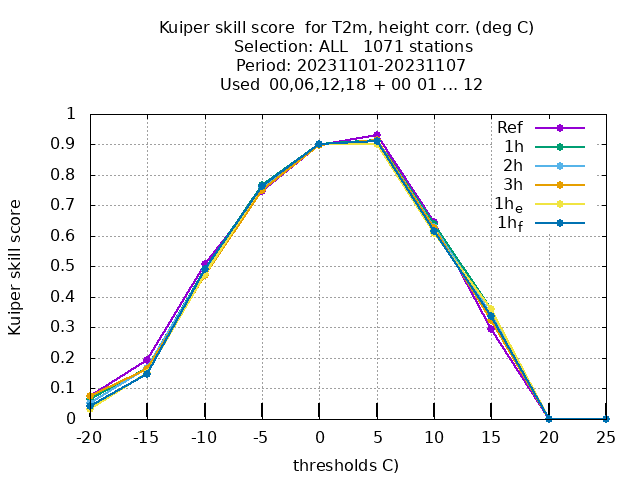 Kuiper skill score  for T2m, height corr. (deg C)
Selection: ALL   1071 stations
Period: 20231101-20231107
Used  00,06,12,18  + 00 01 ... 12
Kuiper skill score
1
0.9
0.8
0.7
0.6
0.5
0.4
0.3
0.2
0.1
0
Ref
1h
2h
3h
1h_e
1h_f
-20 -15 -10 -5 0 5 10 15 20 25
thresholds C)